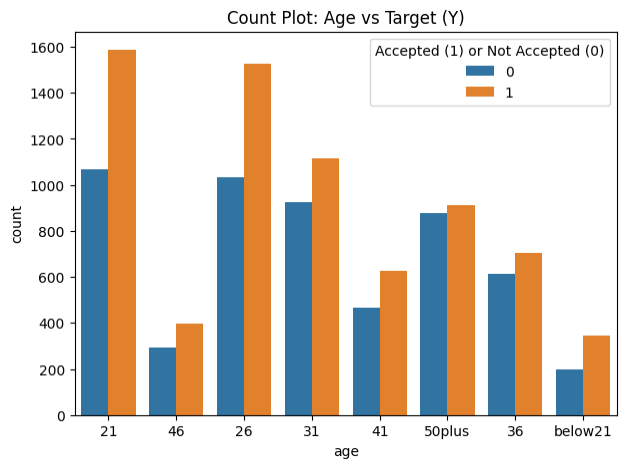 Count Plot: Age vs Target (Y)
Accepted (1) or Not Accepted (0)
0
1
1600
1400
1200
1000
800
600
400
200
0
count
21 46 26 31 41 50plus 36 below21
age